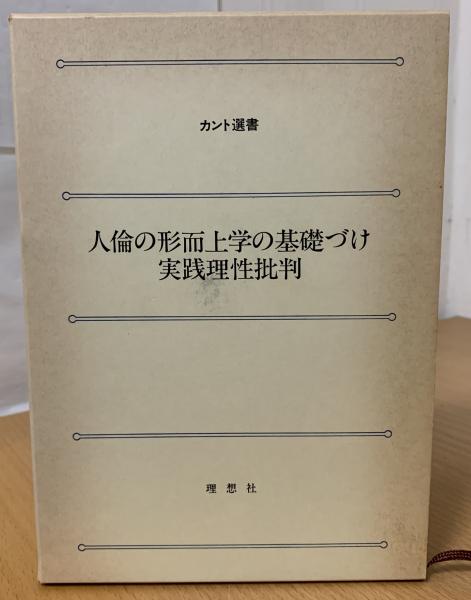 カント選書
人倫の形而上学の基礎づけ
実践理性批判
理想社